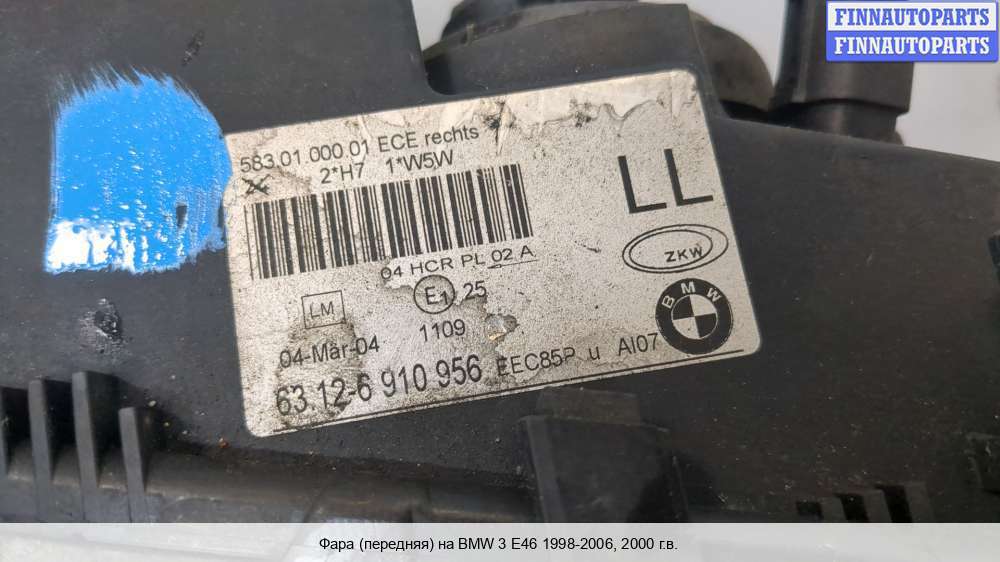 FINNAUTOPARTS
FINNAUTOPARTS
583.01.000.01 ECE rechts
2*H7 1*W5W
LL
04 HCR PL 02 A
ZKW
LM
E1 25
BMW
04-Mär-04 1109
63.12-6 910 956 EEC85P u AI07
Фара (передняя) на BMW 3 E46 1998-2006, 2000 г.в.